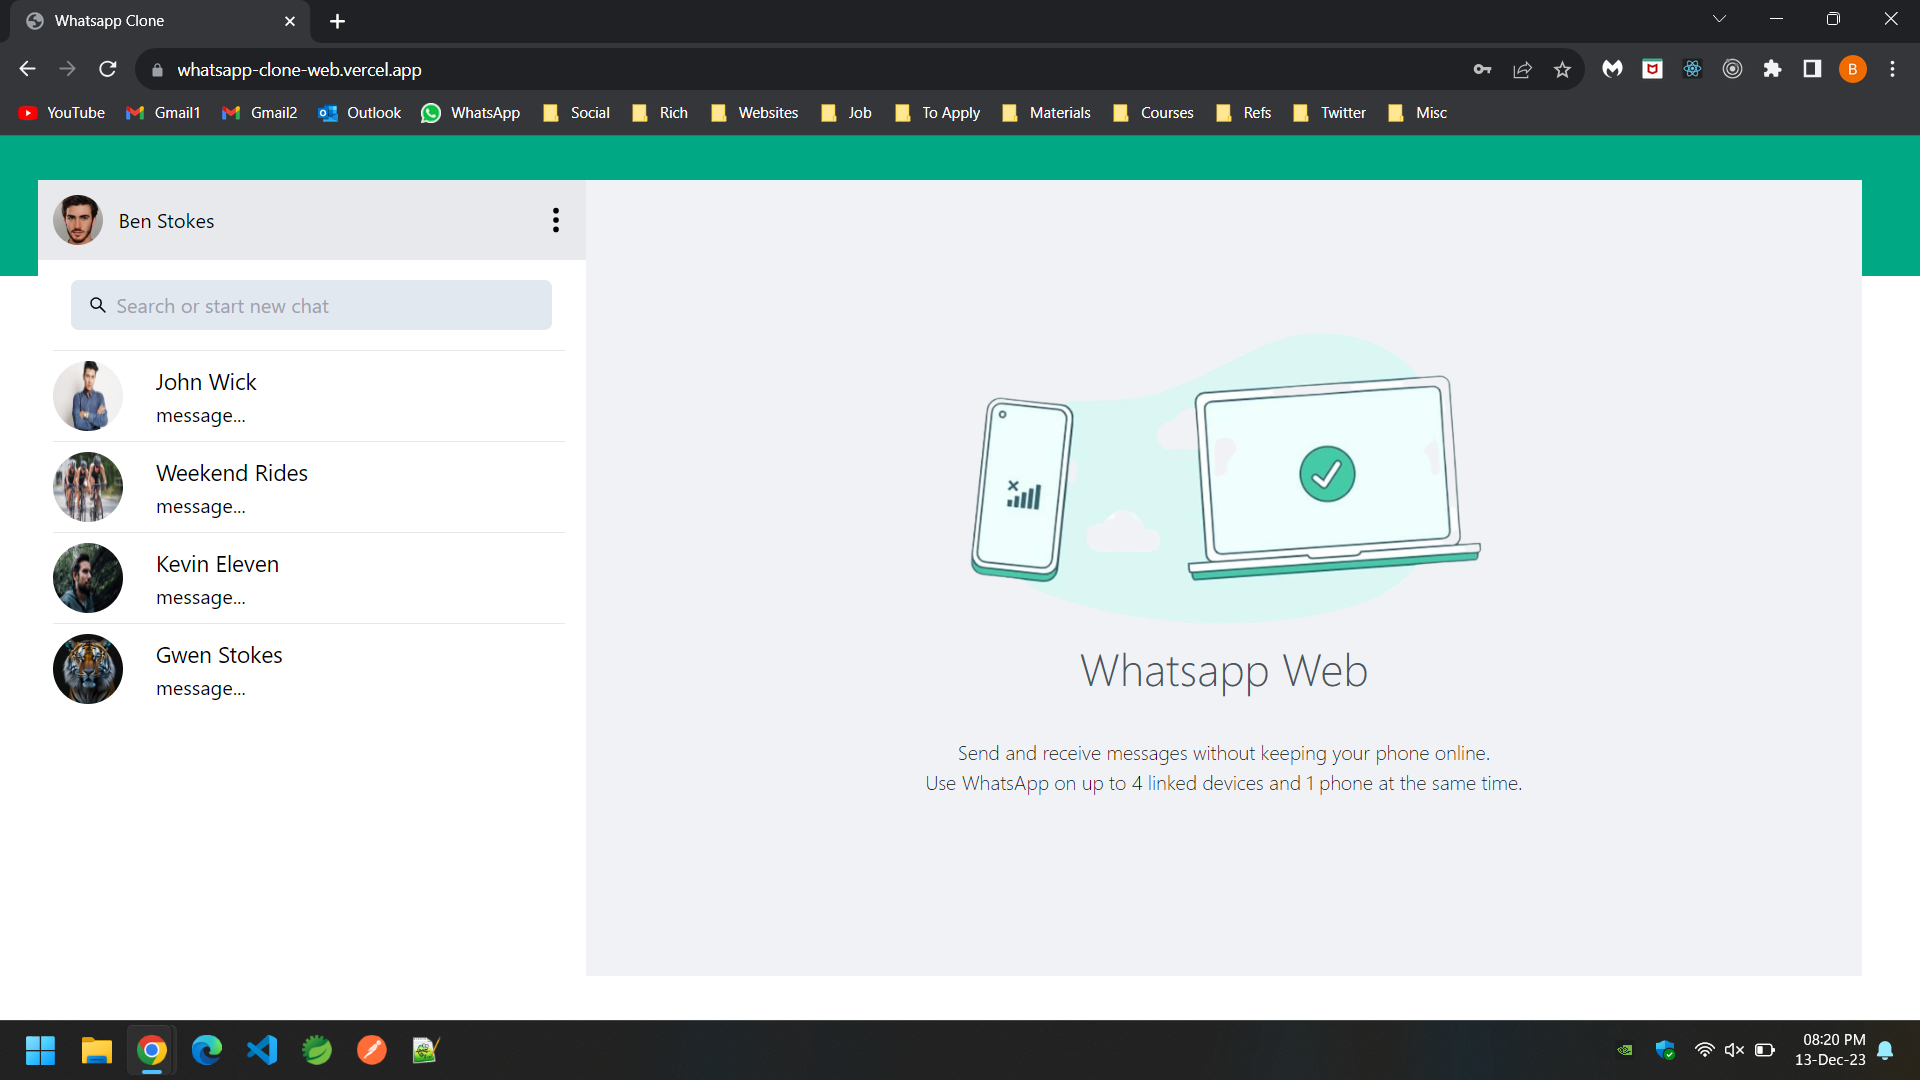 Whatsapp Clone
whatsapp-clone-web.vercel.app
B
YouTube Gmail1 Gmail2 Outlook WhatsApp Social Rich Websites Job To Apply Materials Courses Refs Twitter Misc
Ben Stokes
Search or start new chat
John Wick
message...
Weekend Rides
message...
Kevin Eleven
message...
Gwen Stokes
message...
Whatsapp Web
Send and receive messages without keeping your phone online.
Use WhatsApp on up to 4 linked devices and 1 phone at the same time.
08:20 PM
13-Dec-23